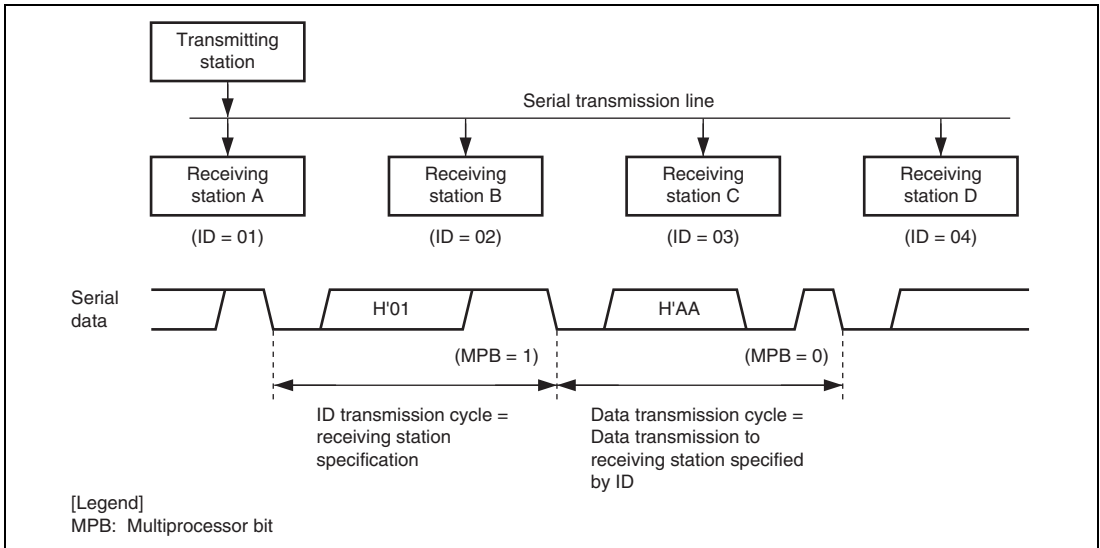 Transmitting
station
Serial transmission line
Receiving
station A
Receiving
station B
Receiving
station C
Receiving
station D
(ID = 01)
(ID = 02)
(ID = 03)
(ID = 04)
Serial
data
H'01
H'AA
(MPB = 1)
(MPB = 0)
ID transmission cycle =
receiving station
specification
Data transmission cycle =
Data transmission to
receiving station specified
by ID
[Legend]
MPB: Multiprocessor bit